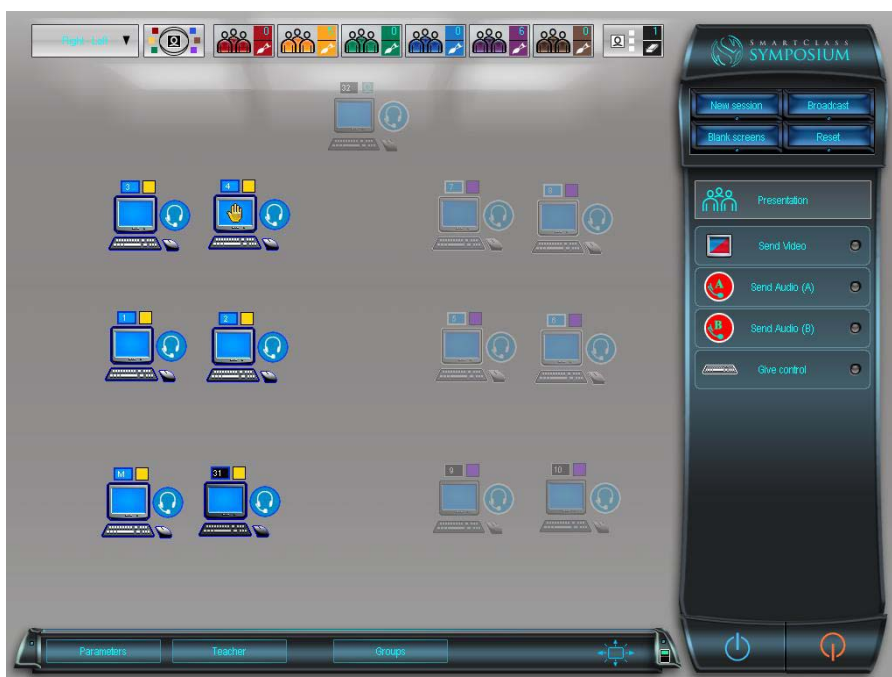 Right - Left
0
0
0
6
0
1
SMARTCLASS
SYMPOSIUM
New session
Broadcast
Blank screens
Reset
32
3
4
7
8
Presentation
Send Video
A
Send Audio (A)
1
2
5
6
B
Send Audio (B)
Give control
M
31
9
10
Parameters
Teacher
Groups